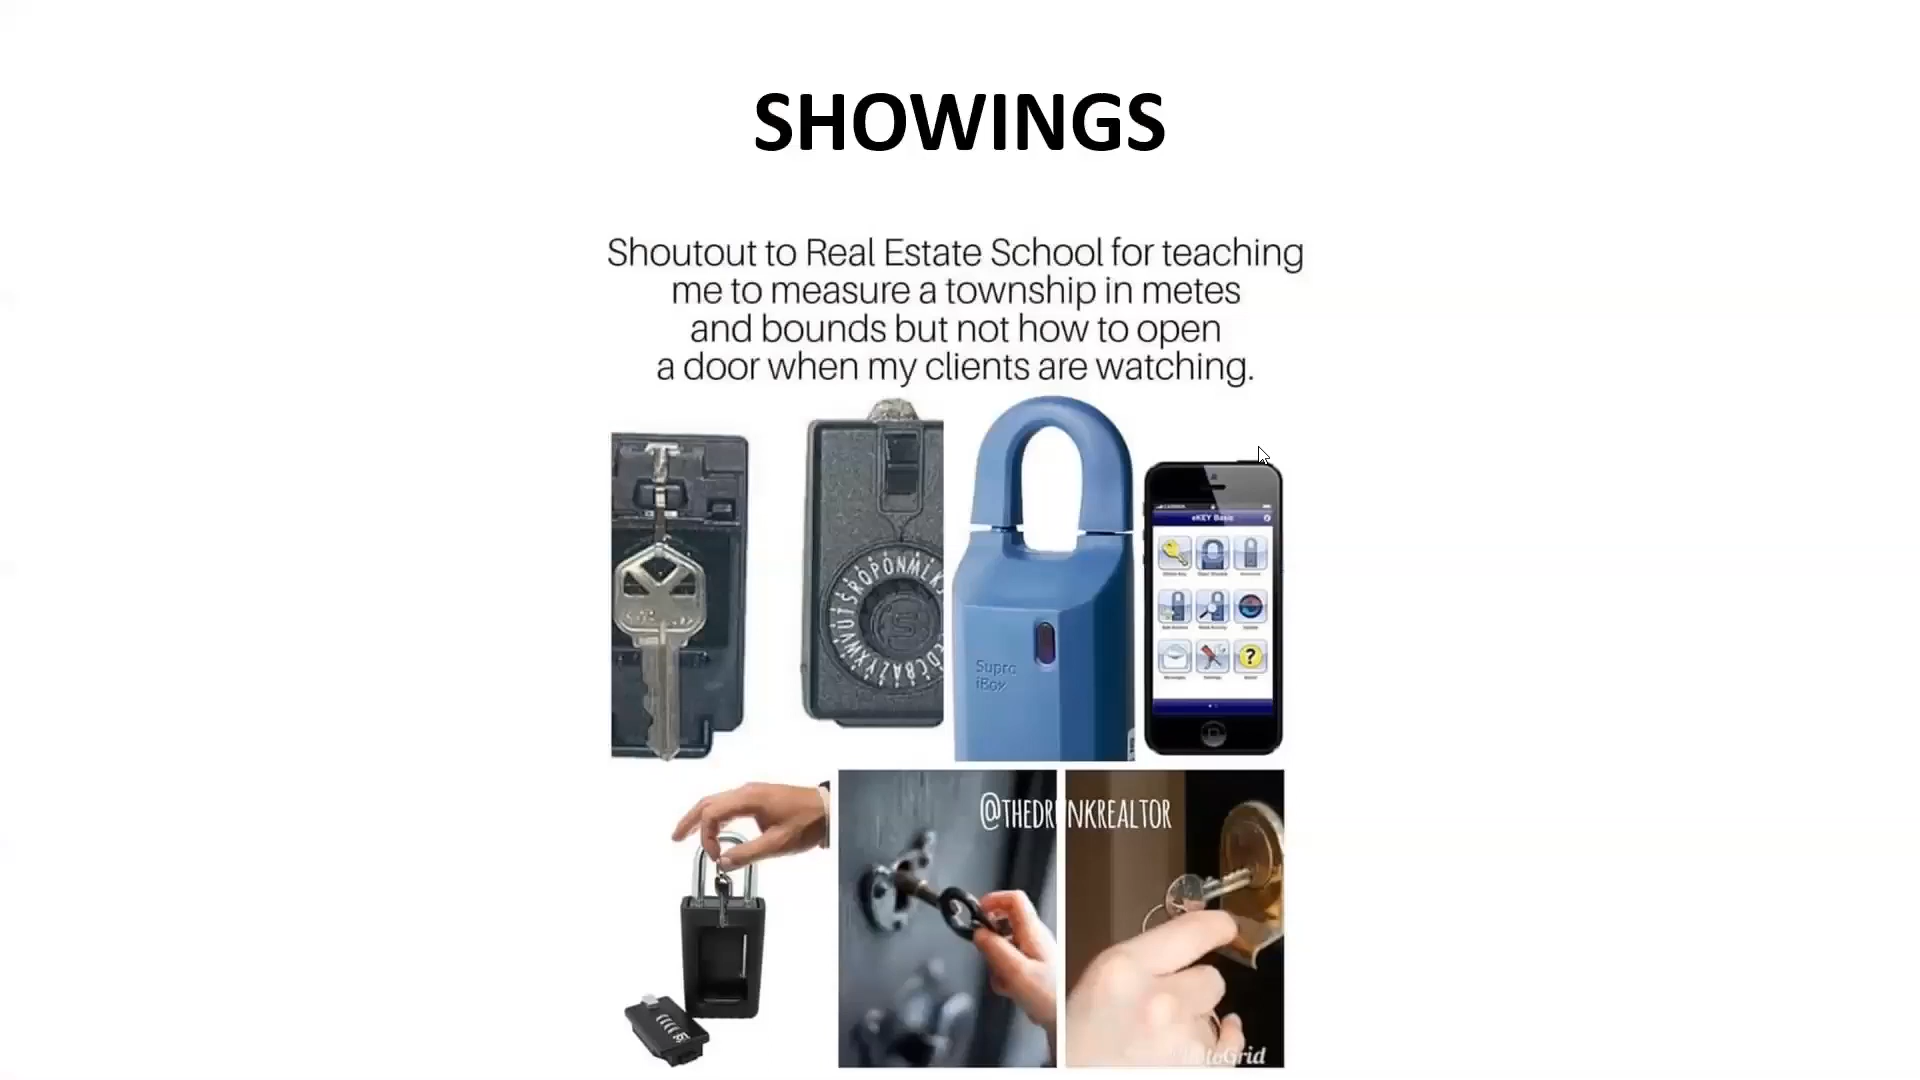 SHOWINGS
Shoutout to Real Estate School for teaching
me to measure a township in metes
and bounds but not how to open
a door when my clients are watching.
eKEY Basic
Supra
iBox
@THEDRUNKREALTOR
PhotoGrid